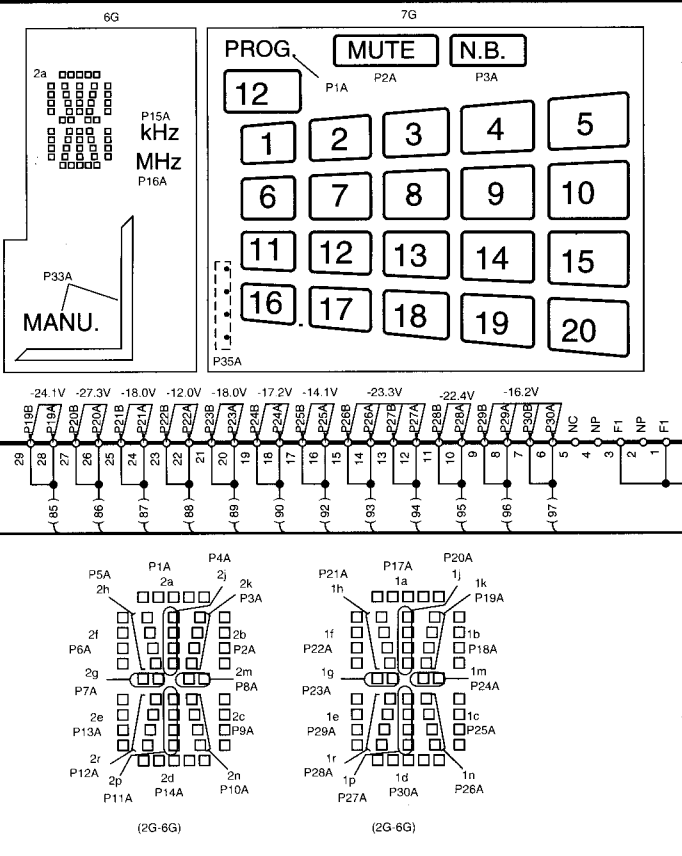 6G
7G
2a
P15A
kHz
MHz
P16A
P33A
MANU.
PROG.
MUTE
N.B.
P1A
P2A
P3A
12
1 2 3 4 5
6 7 8 9 10
11 12 13 14 15
16 17 18 19 20
P35A
-24.1V -27.3V -18.0V -12.0V -18.0V -17.2V -14.1V -23.3V -22.4V -16.2V
P19B P19A P20B P20A P21B P21A P22B P22A P23B P23A P24B P24A P25B P25A P26B P26A P27B P27A P28B P28A P29B P29A P30B P30A NC NP F1 NP F1
29 28 27 26 25 24 23 22 21 20 19 18 17 16 15 14 13 12 11 10 9 8 7 6 5 4 3 2 1
85 86 87 88 89 90 92 93 94 95 96 97
P5A P1A P4A
2h 2a 2j 2k
P3A
2f 2b
P6A P2A
2g 2m
P7A P8A
2e 2c
P13A P9A
2r 2n
P12A 2p 2d P10A
P11A P14A
(2G-6G)
P21A P17A P20A
1h 1a 1j 1k
P19A
1f 1b
P22A P18A
1g 1m
P23A P24A
1e 1c
P29A P25A
1r 1n
P28A 1p 1d P26A
P27A P30A
(2G-6G)